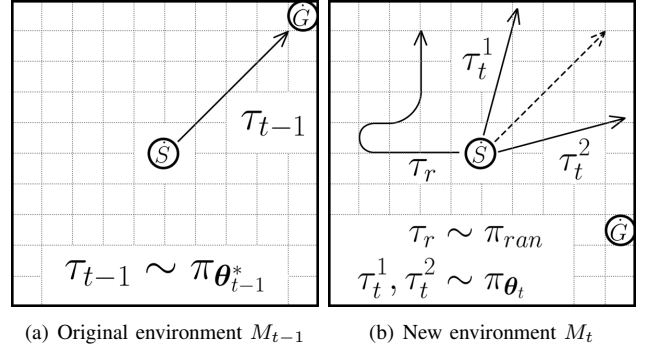 G
τ_{t−1}
S
τ_{t−1} ∼ π_{θ*_{t−1}}
(a) Original environment M_{t−1}
τ_t^1
S
τ_r
τ_t^2
G
τ_r ∼ π_{ran}
τ_t^1, τ_t^2 ∼ π_{θ_t}
(b) New environment M_t